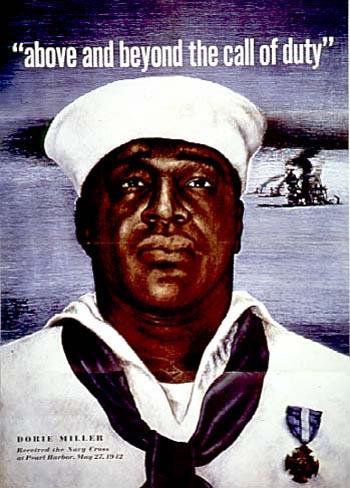 "above and beyond the call of duty"
DORIE MILLER
Received the Navy Cross
at Pearl Harbor, May 27, 1942